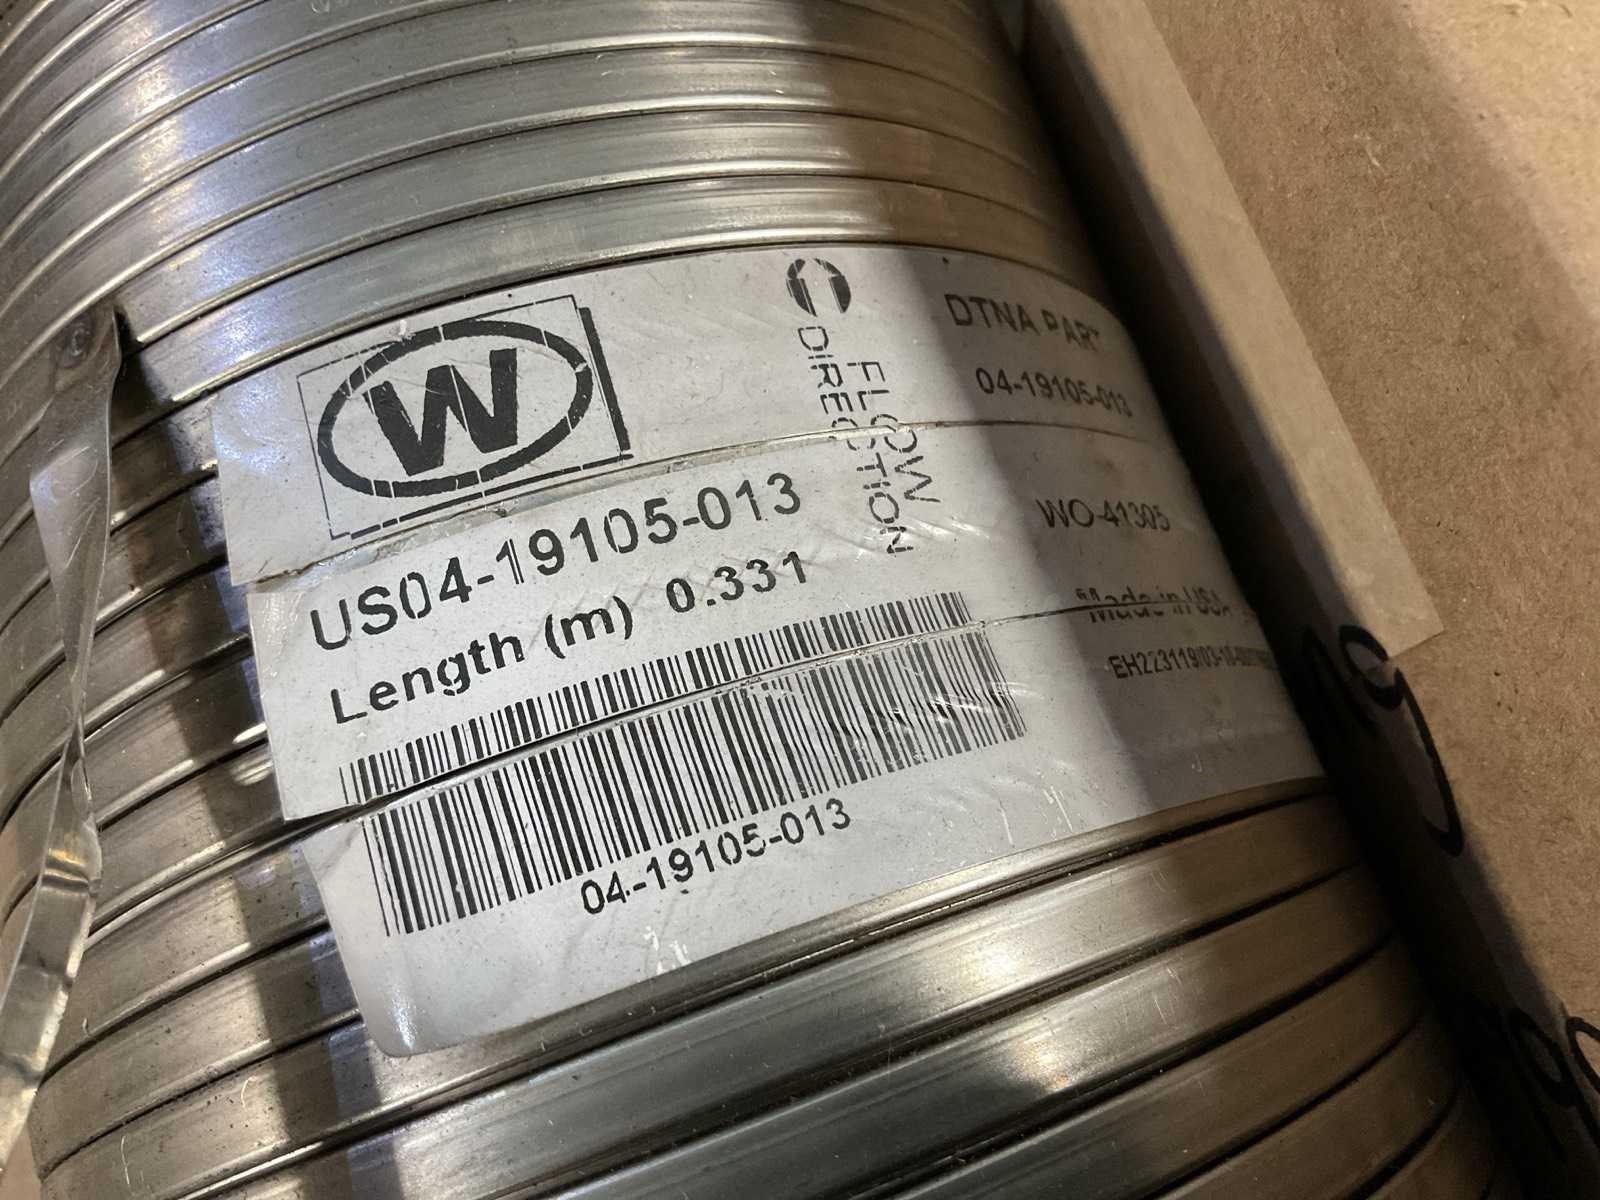 W
FLOW
DIRECTION
DTNA PART
04-19105-013
US04-19105-013
Length (m) 0.331
WO-41305
Made in USA
04-19105-013